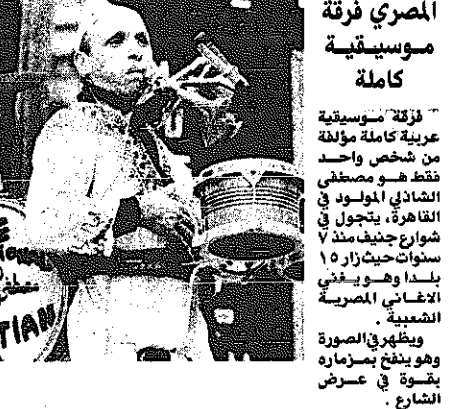 المصري فرقة
موسيقية
كاملة
فرقة موسيقية
عربية كاملة مؤلفة
من شخص واحد
فقط هو مصطفى
الشاذلي المولود في
القاهرة، يتجول في
شوارع جنيف منذ ٧
سنوات حيث زار ١٥
بلدا وهو يغني
الاغاني المصرية
الشعبية .
ويظهر في الصورة
وهو ينفخ بمزماره
بقوة في عرض
الشارع .
مصطفى
TIAN